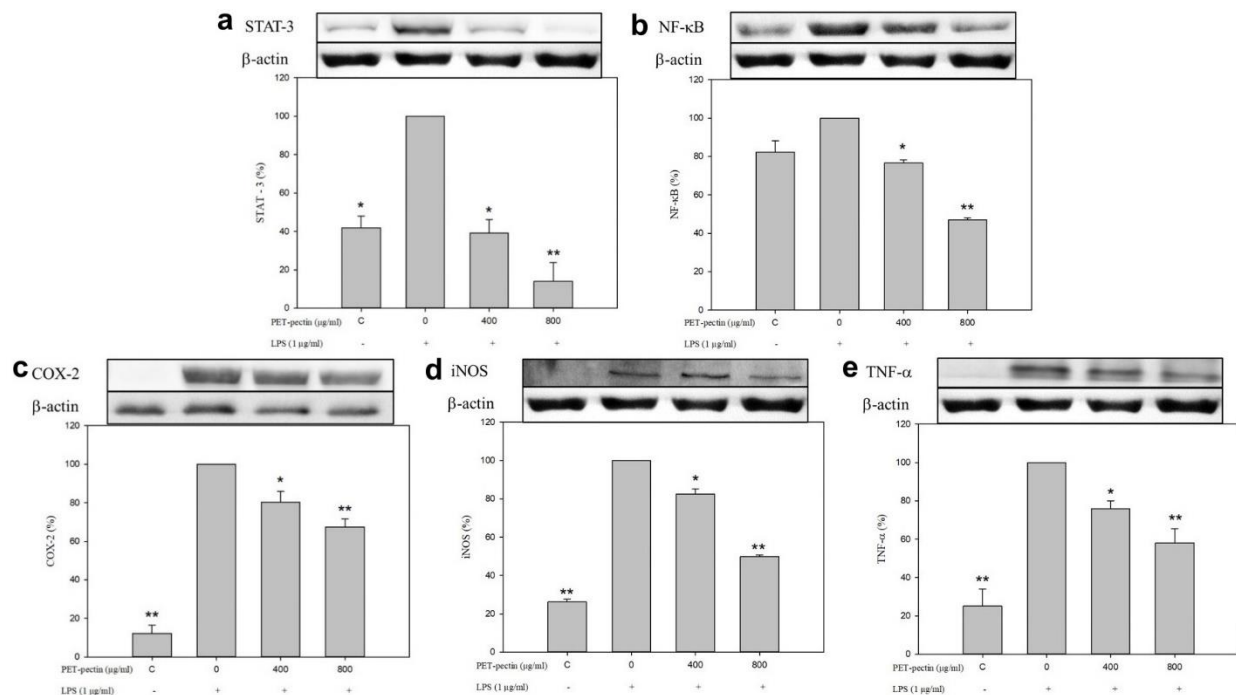 a
STAT-3
β-actin
120
100
80
60
40
20
0
STAT - 3 (%)
*
*
**
PET-pectin (μg/ml) C 0 400 800
LPS (1 μg/ml) - + + +
b
NF-κB
β-actin
120
100
80
60
40
20
0
NF-κB (%)
*
**
PET-pectin (μg/ml) C 0 400 800
LPS (1 μg/ml) - + + +
c
COX-2
β-actin
120
100
80
60
40
20
0
COX-2 (%)
**
*
**
PET-pectin (μg/ml) C 0 400 800
LPS (1 μg/ml) - + + +
d
iNOS
β-actin
120
100
80
60
40
20
0
iNOS (%)
**
*
**
PET-pectin (μg/ml) C 0 400 800
LPS (1 μg/ml) - + + +
e
TNF-α
β-actin
120
100
80
60
40
20
0
TNF-α (%)
**
*
**
PET-pectin (μg/ml) C 0 400 800
LPS (1 μg/ml) - + + +